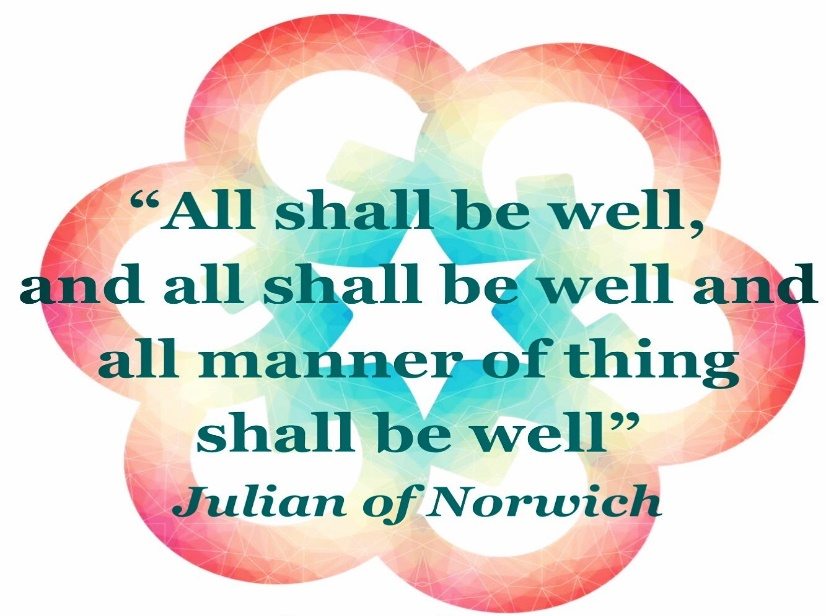 “All shall be well,
and all shall be well and
all manner of thing
shall be well”
Julian of Norwich